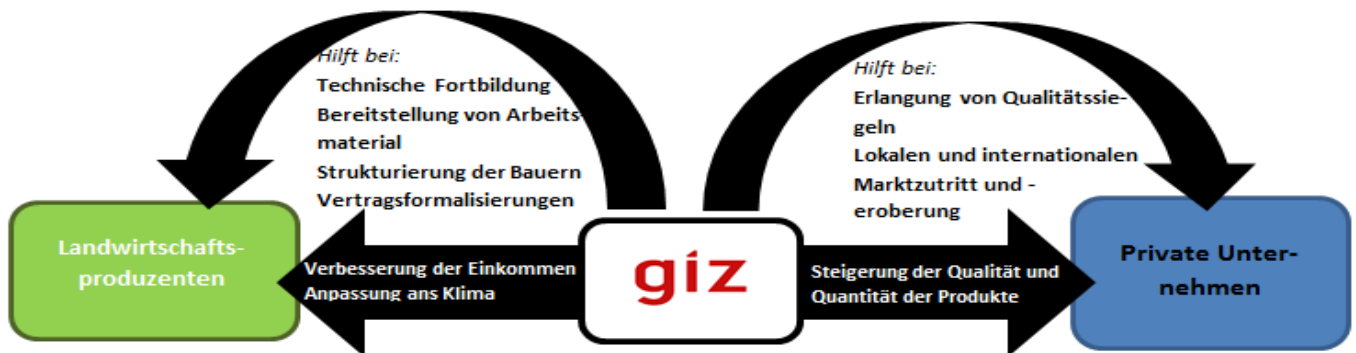 Hilft bei:
Technische Fortbildung
Bereitstellung von Arbeits-
material
Strukturierung der Bauern
Vertragsformalisierungen
Hilft bei:
Erlangung von Qualitätssie-
geln
Lokalen und internationalen
Marktzutritt und -
eroberung
Landwirtschafts-
produzenten
Verbesserung der Einkommen
Anpassung ans Klima
giz
Steigerung der Qualität und
Quantität der Produkte
Private Unter-
nehmen